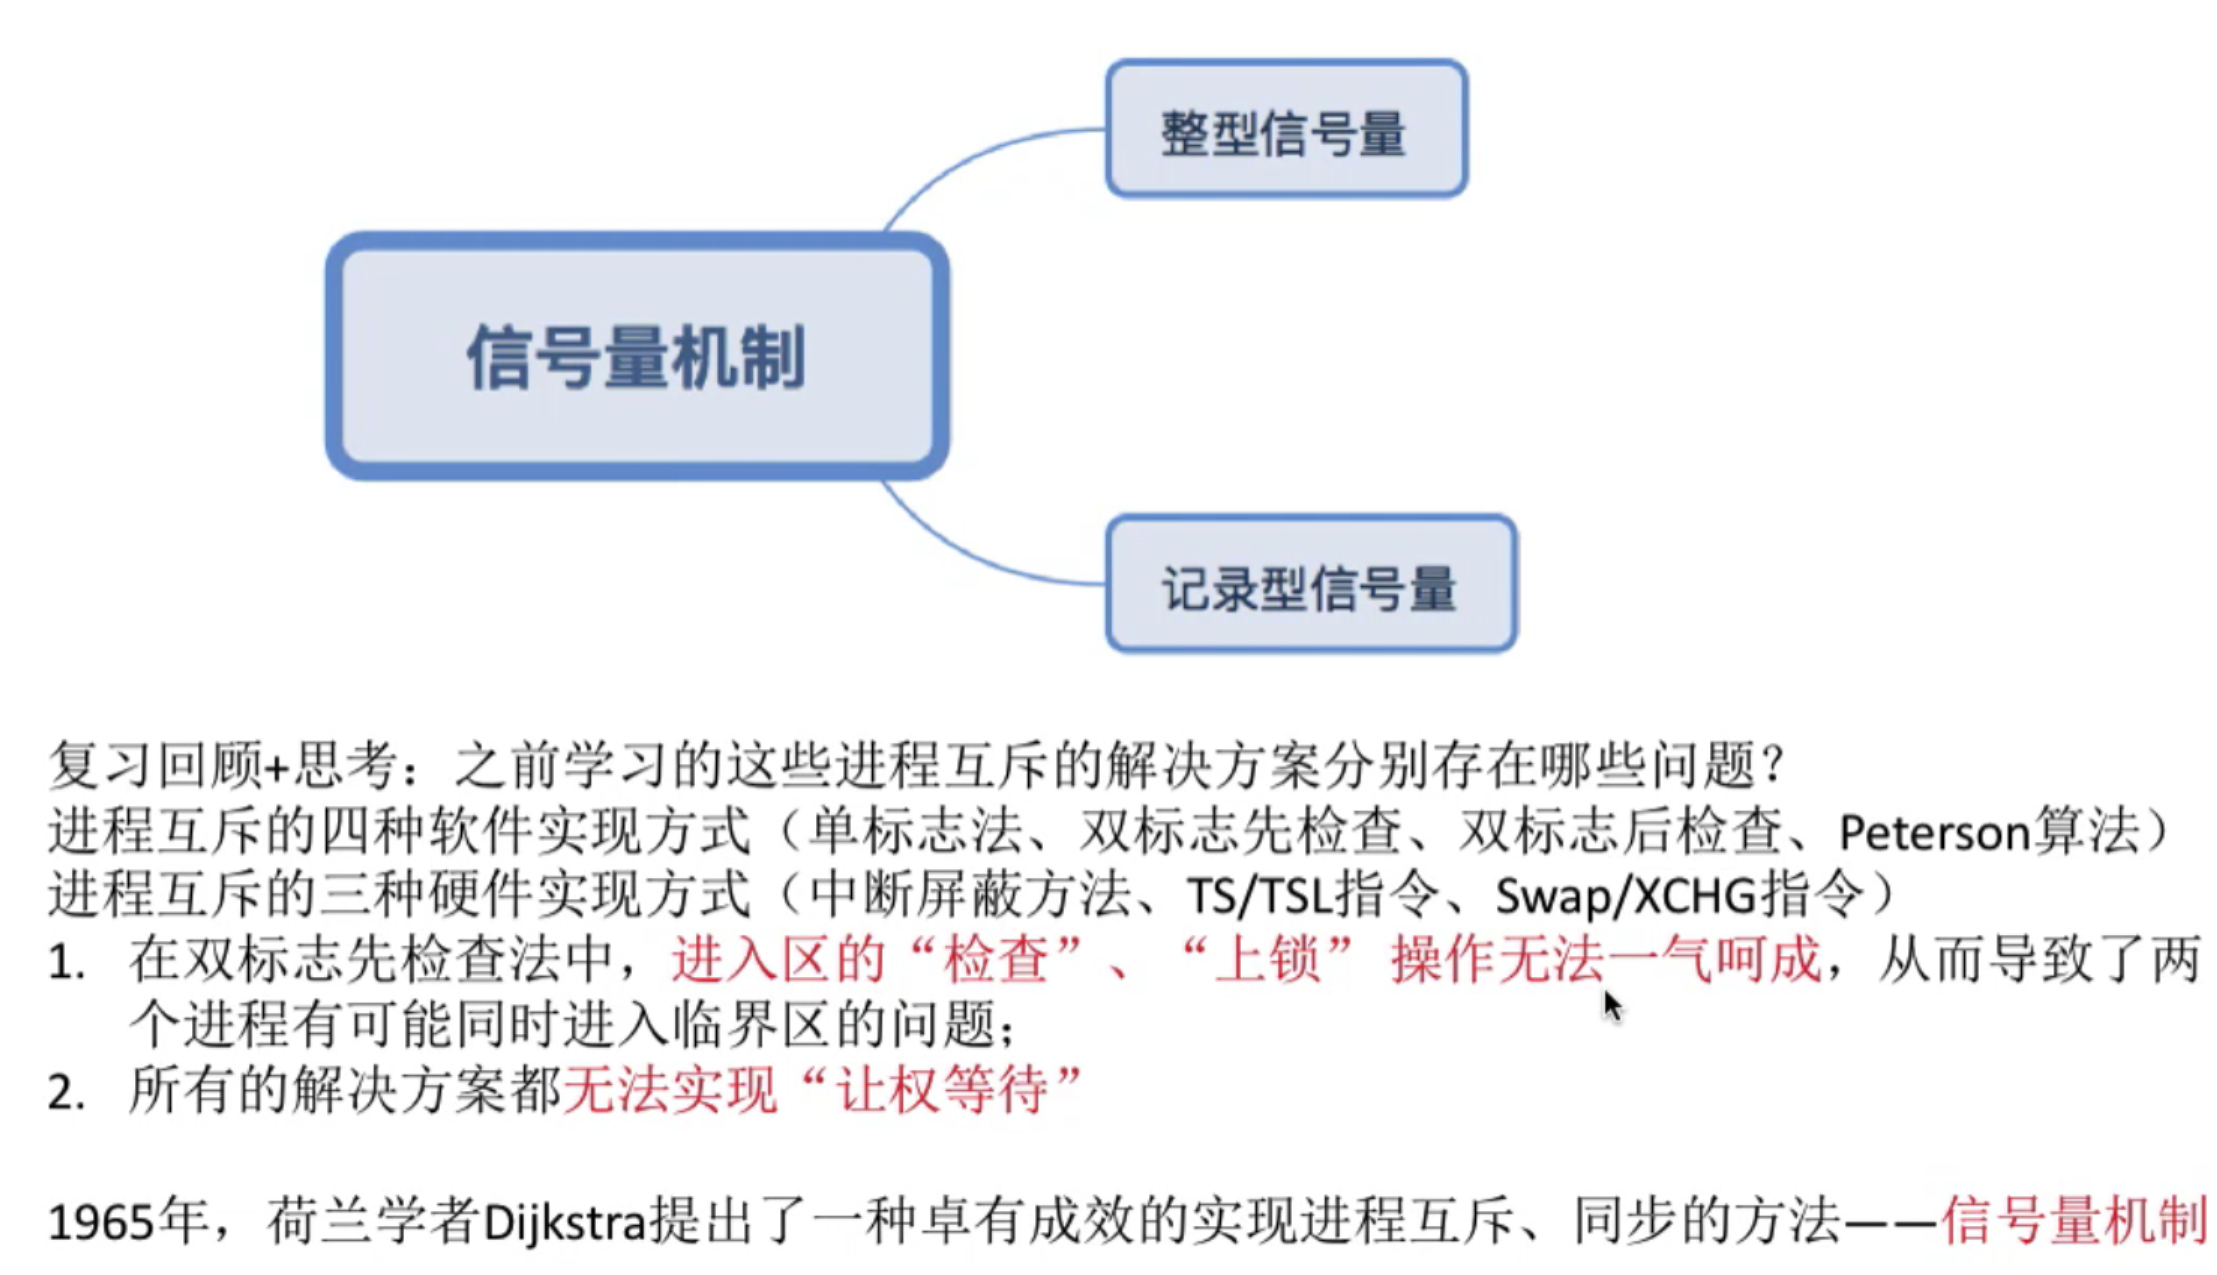 整型信号量
信号量机制
记录型信号量
复习回顾+思考：之前学习的这些进程互斥的解决方案分别存在哪些问题？
进程互斥的四种软件实现方式（单标志法、双标志先检查、双标志后检查、Peterson算法）
进程互斥的三种硬件实现方式（中断屏蔽方法、TS/TSL指令、Swap/XCHG指令）
1. 在双标志先检查法中，进入区的“检查”、“上锁” 操作无法一气呵成，从而导致了两
个进程有可能同时进入临界区的问题；
2. 所有的解决方案都无法实现“让权等待”
1965年，荷兰学者Dijkstra提出了一种卓有成效的实现进程互斥、同步的方法——信号量机制